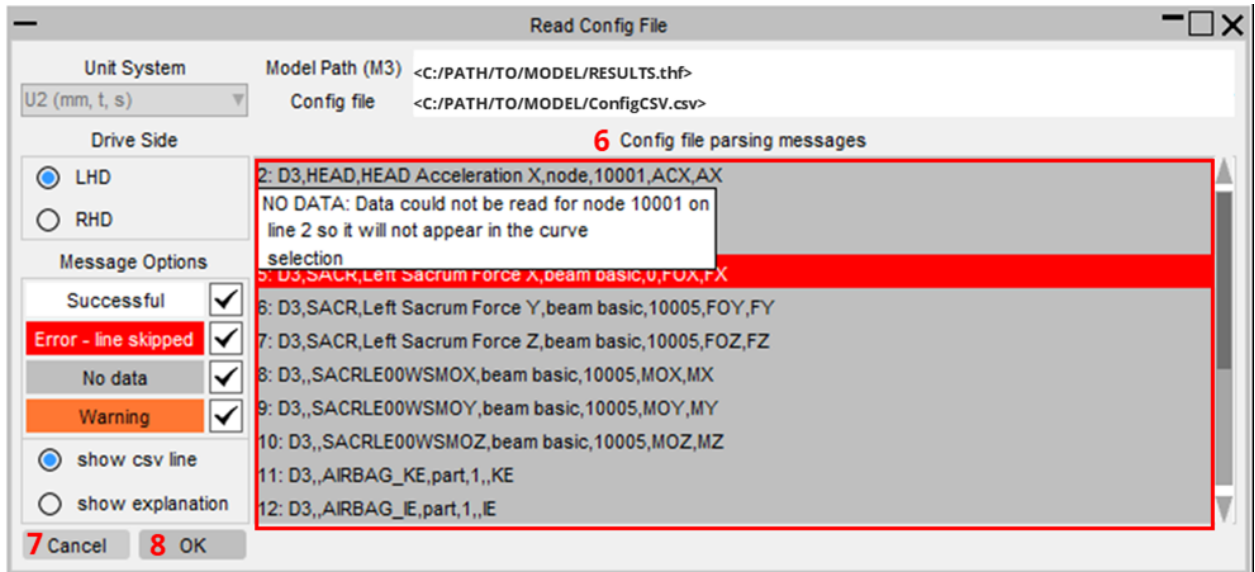 Read Config File
Unit System
U2 (mm, t, s)
Model Path (M3) <C:/PATH/TO/MODEL/RESULTS.thf>
Config file <C:/PATH/TO/MODEL/ConfigCSV.csv>
Drive Side
6 Config file parsing messages
LHD
RHD
Message Options
Successful
Error - line skipped
No data
Warning
show csv line
show explanation
2: D3,HEAD,HEAD Acceleration X,node,10001,ACX,AX
NO DATA: Data could not be read for node 10001 on
line 2 so it will not appear in the curve
selection
5: D3,SACR,Left Sacrum Force X,beam basic,0,FOX,FX
6: D3,SACR,Left Sacrum Force Y,beam basic,10005,FOY,FY
7: D3,SACR,Left Sacrum Force Z,beam basic,10005,FOZ,FZ
8: D3,,SACRLE00WSMOX,beam basic,10005,MOX,MX
9: D3,,SACRLE00WSMOY,beam basic,10005,MOY,MY
10: D3,,SACRLE00WSMOZ,beam basic,10005,MOZ,MZ
11: D3,,AIRBAG_KE,part,1,,KE
12: D3,,AIRBAG_IE,part,1,,IE
7 Cancel
8 OK